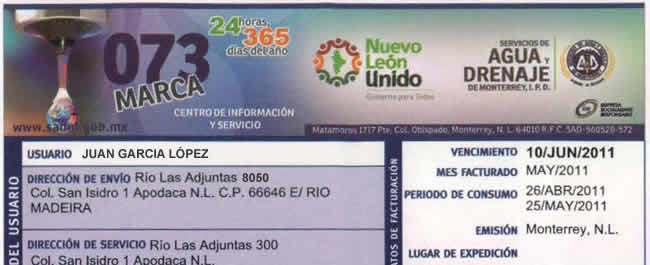 24 horas,
365
días del año
073
MARCA
CENTRO DE INFORMACIÓN
Y SERVICIO
www.sadm.gob.mx
Nuevo
León
Unido
Gobierno para Todos
SERVICIOS DE
AGUA Y
DRENAJE
DE MONTERREY, I. P. D.
EMPRESA
SOCIALMENTE
RESPONSABLE
Matamoros 1717 Pte. Col. Obispado, Monterrey, N. L. 64010 R.F.C. SAD-960528-572
USUARIO JUAN GARCIA LÓPEZ
DIRECCIÓN DE ENVÍO Río Las Adjuntas 8050
Col. San Isidro 1 Apodaca N.L. C.P. 66646 E/ RIO
MADEIRA
DIRECCIÓN DE SERVICIO Río Las Adjuntas 300
Col. San Isidro 1 Apodaca N.L.
DEL USUARIO
VENCIMIENTO 10/JUN/2011
MES FACTURADO MAY/2011
PERIODO DE CONSUMO 26/ABR/2011
25/MAY/2011
EMISIÓN Monterrey, N.L.
LUGAR DE EXPEDICIÓN
ATOS DE FACTURACIÓN